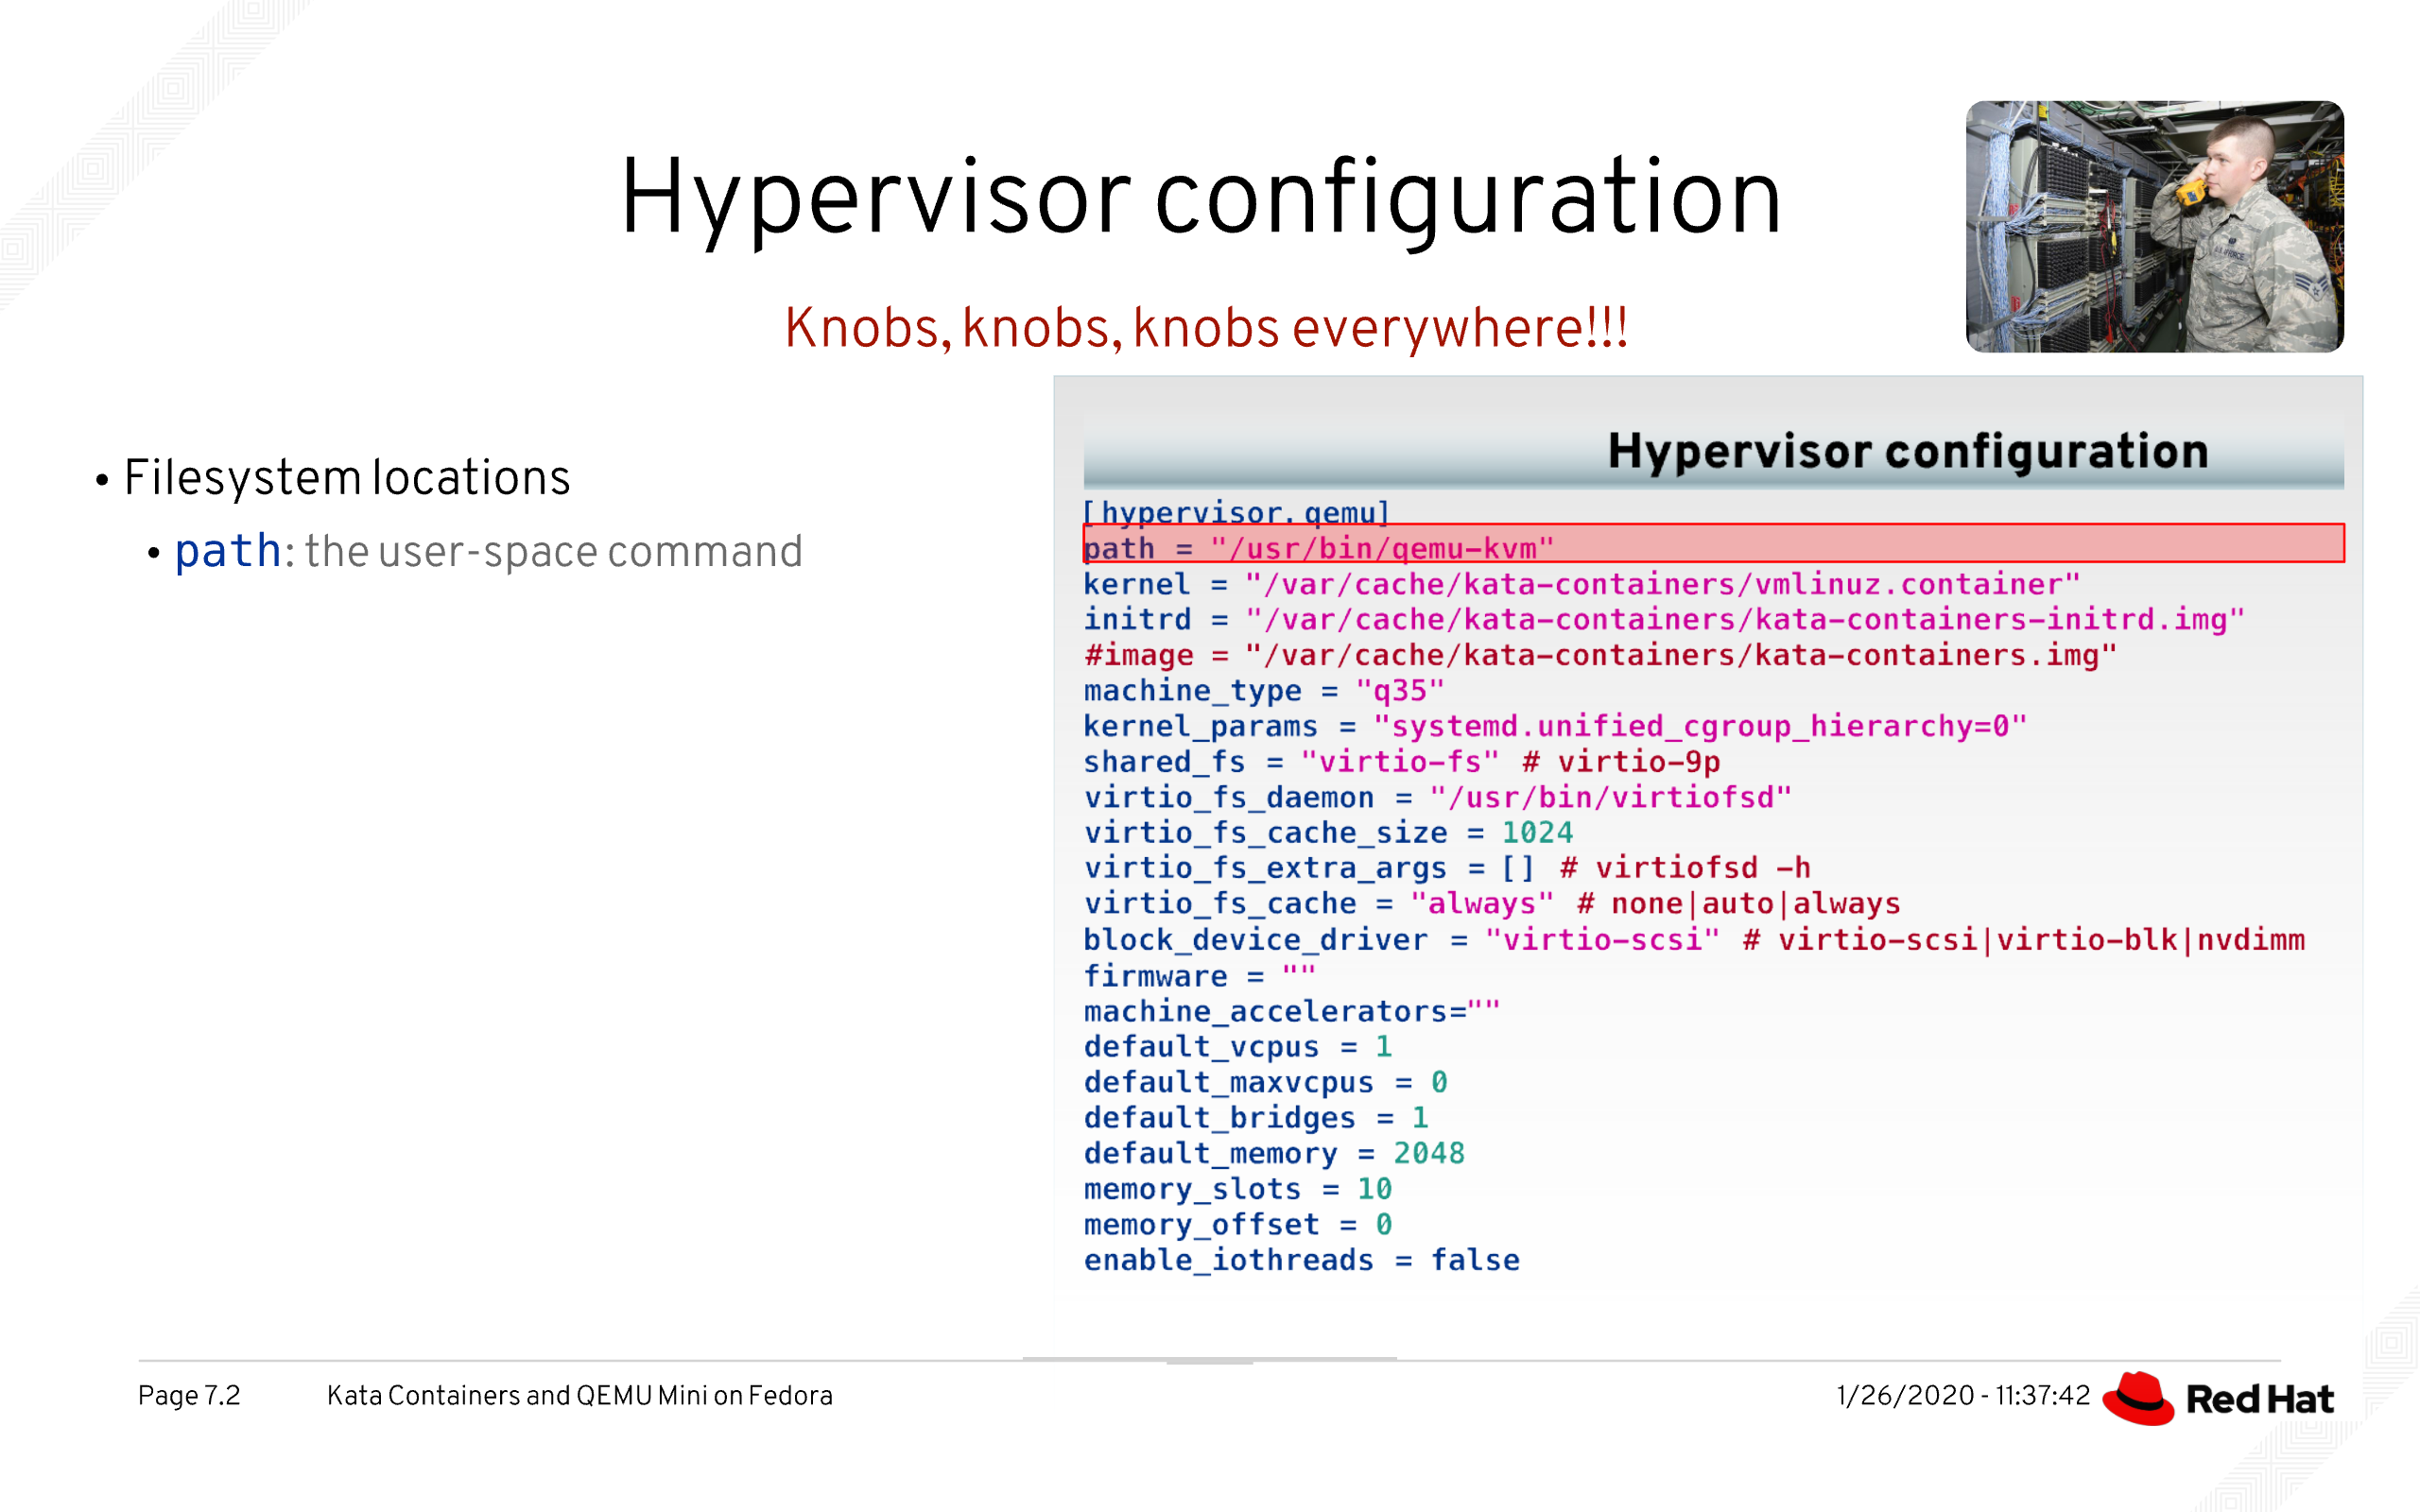 Hypervisor configuration
Knobs, knobs, knobs everywhere!!!
• Filesystem locations
• path: the user-space command
Hypervisor configuration
[hypervisor.qemu]
path = "/usr/bin/qemu-kvm"
kernel = "/var/cache/kata-containers/vmlinuz.container"
initrd = "/var/cache/kata-containers/kata-containers-initrd.img"
#image = "/var/cache/kata-containers/kata-containers.img"
machine_type = "q35"
kernel_params = "systemd.unified_cgroup_hierarchy=0"
shared_fs = "virtio-fs" # virtio-9p
virtio_fs_daemon = "/usr/bin/virtiofsd"
virtio_fs_cache_size = 1024
virtio_fs_extra_args = [] # virtiofsd -h
virtio_fs_cache = "always" # none|auto|always
block_device_driver = "virtio-scsi" # virtio-scsi|virtio-blk|nvdimm
firmware = ""
machine_accelerators=""
default_vcpus = 1
default_maxvcpus = 0
default_bridges = 1
default_memory = 2048
memory_slots = 10
memory_offset = 0
enable_iothreads = false
Page 7.2 Kata Containers and QEMU Mini on Fedora 1/26/2020 - 11:37:42 Red Hat